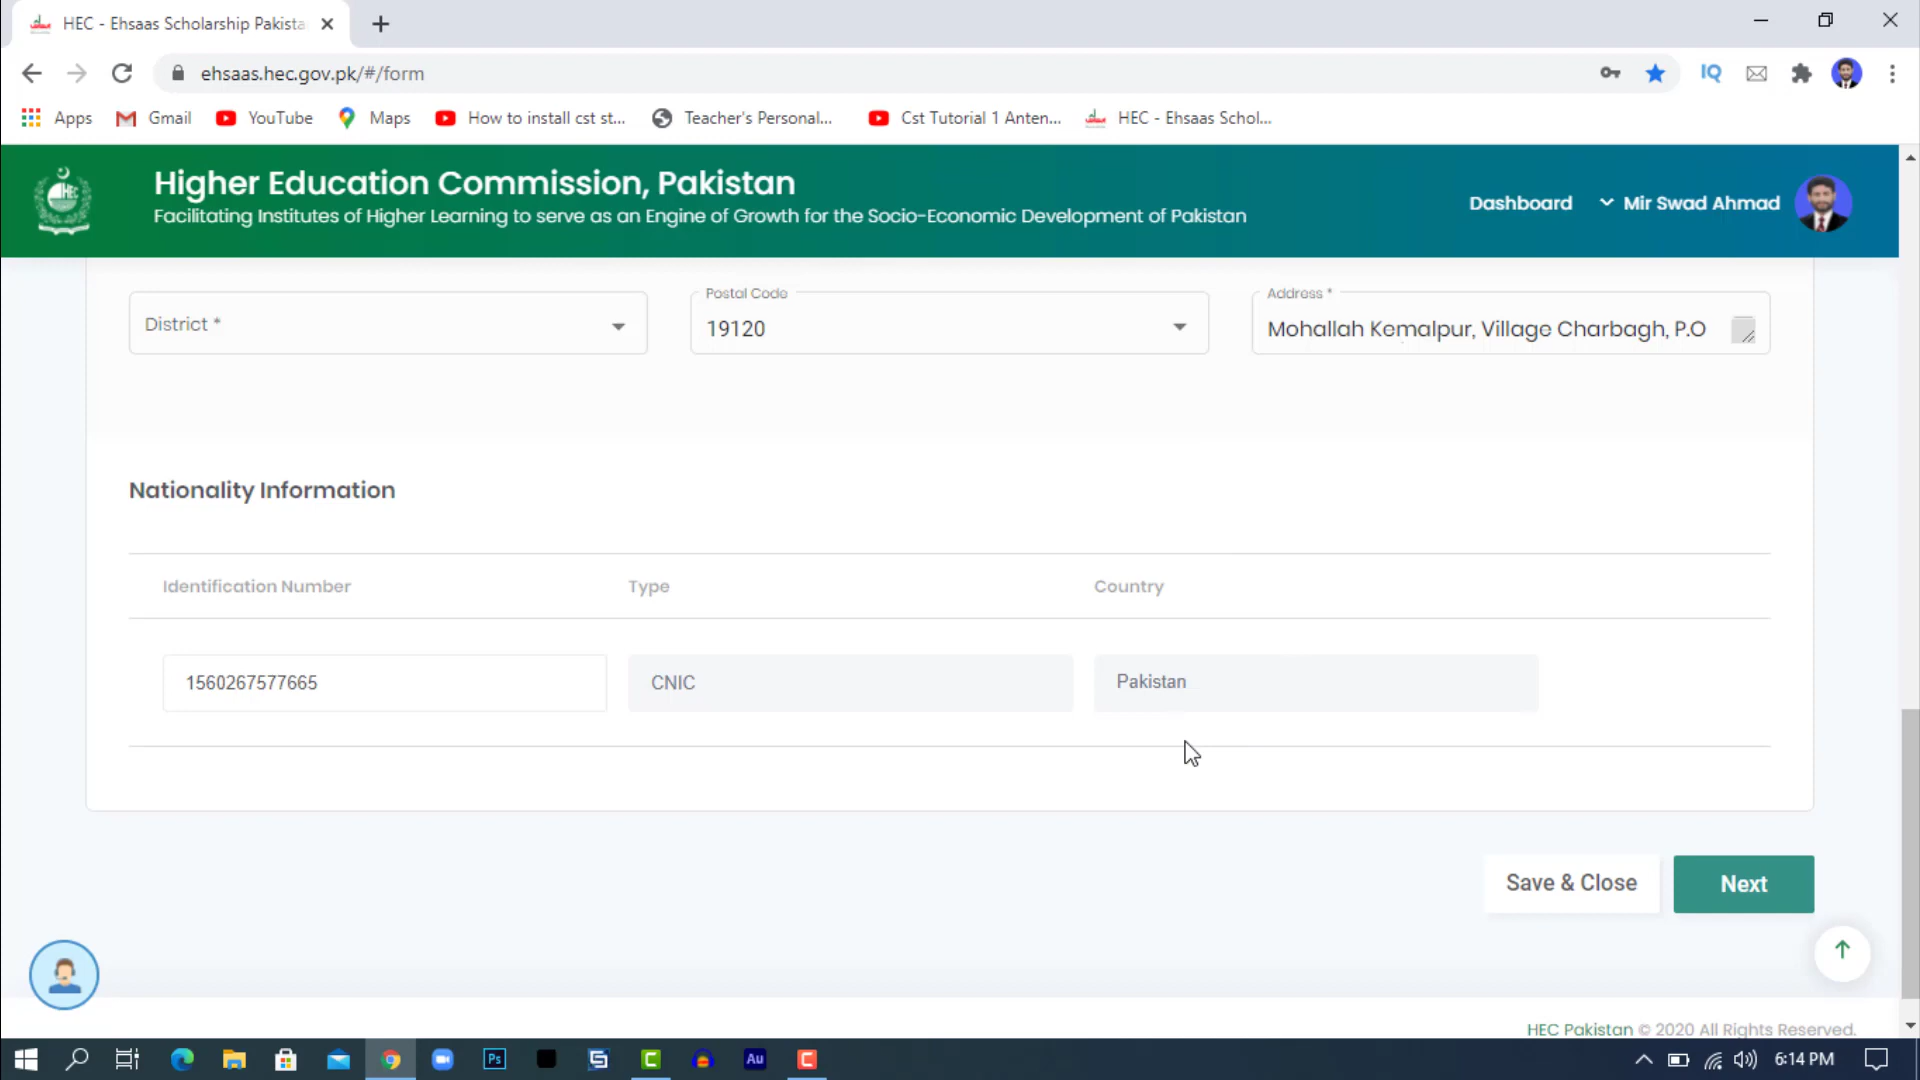 HEC - Ehsaas Scholarship Pakista
ehsaas.hec.gov.pk/#/form
IQ
Apps
Gmail
YouTube
Maps
How to install cst st...
Teacher's Personal...
Cst Tutorial 1 Anten...
HEC - Ehsaas Schol...
HEC
Higher Education Commission, Pakistan
Facilitating Institutes of Higher Learning to serve as an Engine of Growth for the Socio-Economic Development of Pakistan
Dashboard
Mir Swad Ahmad
District *
Postal Code
19120
Address *
Mohallah Kemalpur, Village Charbagh, P.O
Nationality Information
Identification Number
Type
Country
1560267577665
CNIC
Pakistan
Save & Close
Next
HEC Pakistan © 2020 All Rights Reserved.
Ps
S
C
Au
C
6:14 PM